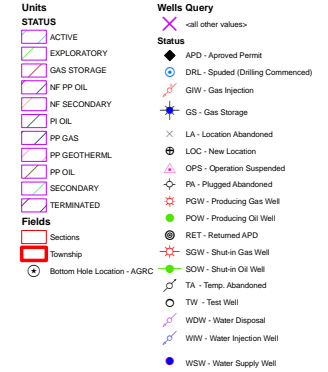 Units
STATUS
ACTIVE
EXPLORATORY
GAS STORAGE
NF PP OIL
NF SECONDARY
PI OIL
PP GAS
PP GEOTHERML
PP OIL
SECONDARY
TERMINATED
Fields
Sections
Township
Bottom Hole Location - AGRC
Wells Query
<all other values>
Status
APD - Aproved Permit
DRL - Spuded (Drilling Commenced)
GIW - Gas Injection
GS - Gas Storage
LA - Location Abandoned
LOC - New Location
OPS - Operation Suspended
PA - Plugged Abandoned
PGW - Producing Gas Well
POW - Producing Oil Well
RET - Returned APD
SGW - Shut-in Gas Well
SOW - Shut-in Oil Well
TA - Temp. Abandoned
TW - Test Well
WDW - Water Disposal
WIW - Water Injection Well
WSW - Water Supply Well